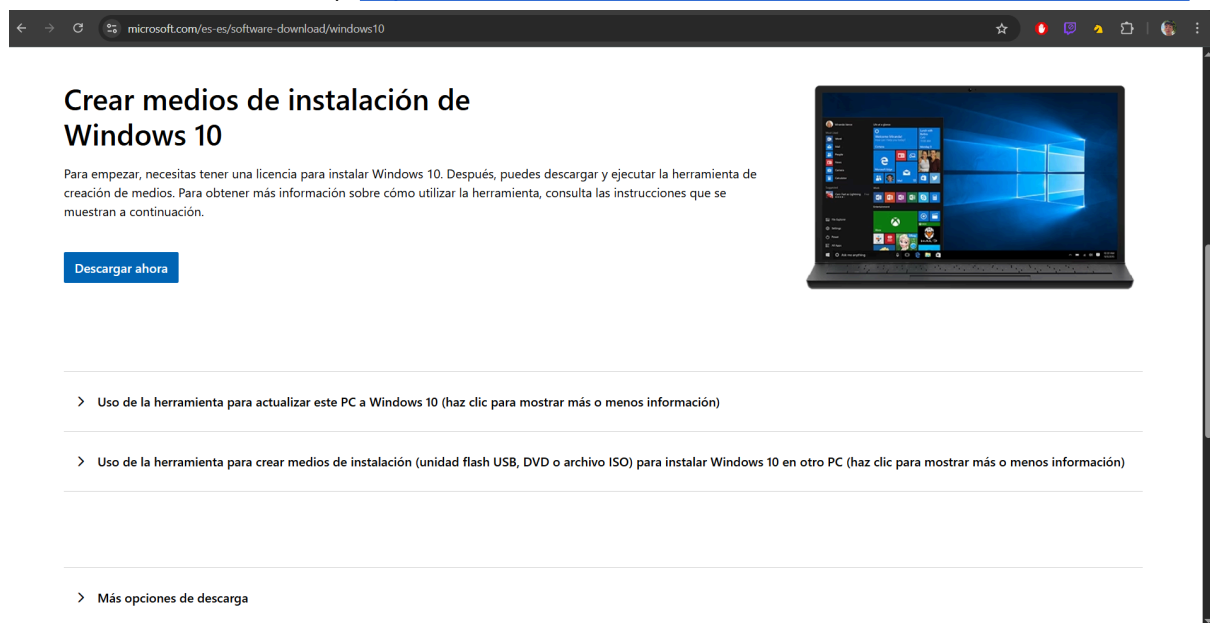 microsoft.com/es-es/software-download/windows10
Crear medios de instalación de
Windows 10
Para empezar, necesitas tener una licencia para instalar Windows 10. Después, puedes descargar y ejecutar la herramienta de
creación de medios. Para obtener más información sobre cómo utilizar la herramienta, consulta las instrucciones que se
muestran a continuación.
Descargar ahora
Uso de la herramienta para actualizar este PC a Windows 10 (haz clic para mostrar más o menos información)
Uso de la herramienta para crear medios de instalación (unidad flash USB, DVD o archivo ISO) para instalar Windows 10 en otro PC (haz clic para mostrar más o menos información)
Más opciones de descarga